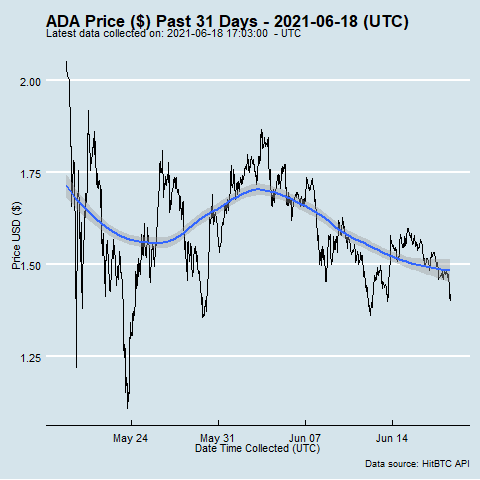 ADA Price ($) Past 31 Days - 2021-06-18 (UTC)
Latest data collected on: 2021-06-18 17:03:00 - UTC
Price USD ($)
2.00
1.75
1.50
1.25
May 24
May 31
Jun 07
Jun 14
Date Time Collected (UTC)
Data source: HitBTC API